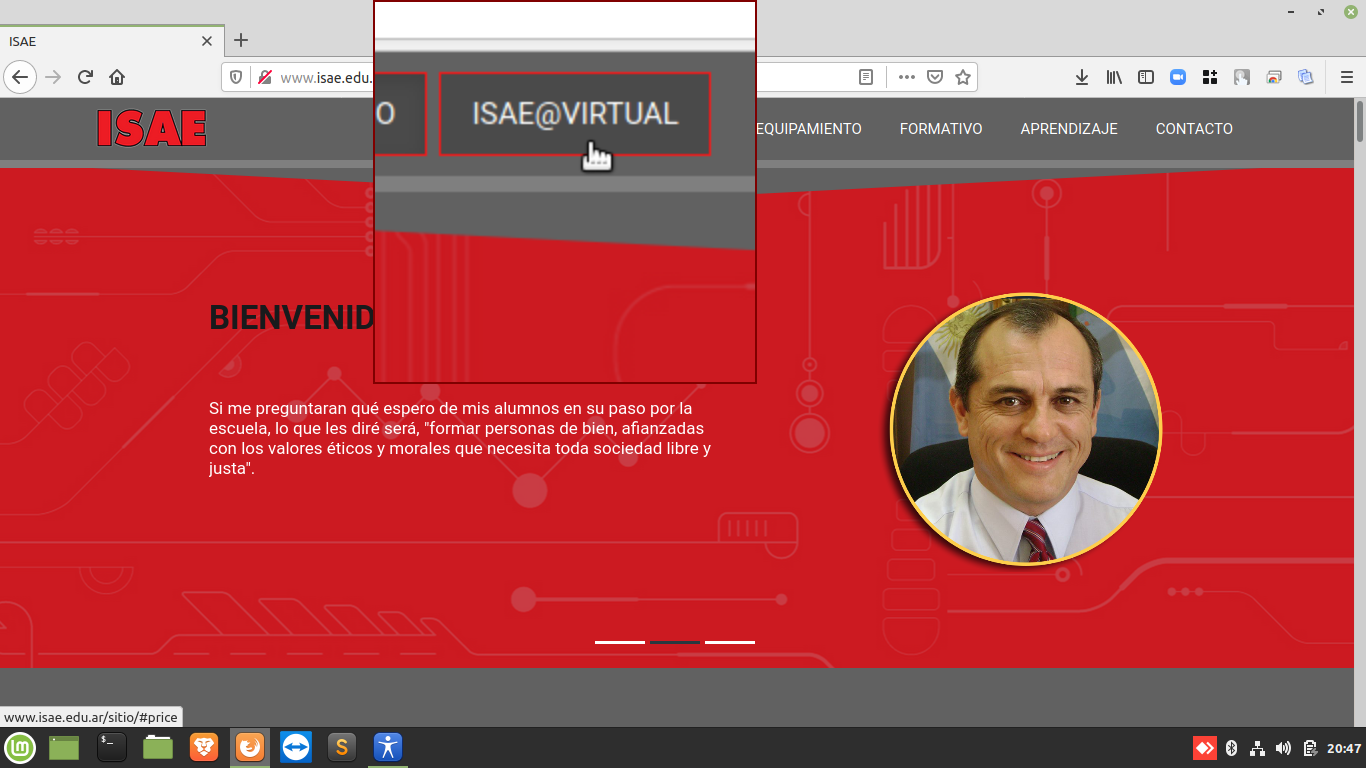 ISAE
www.isae.edu.
ISAE
O
ISAE@VIRTUAL
EQUIPAMIENTO
FORMATIVO
APRENDIZAJE
CONTACTO
BIENVENID
Si me preguntaran qué espero de mis alumnos en su paso por la
escuela, lo que les diré será, "formar personas de bien, afianzadas
con los valores éticos y morales que necesita toda sociedad libre y
justa".
www.isae.edu.ar/sitio/#price
20:47